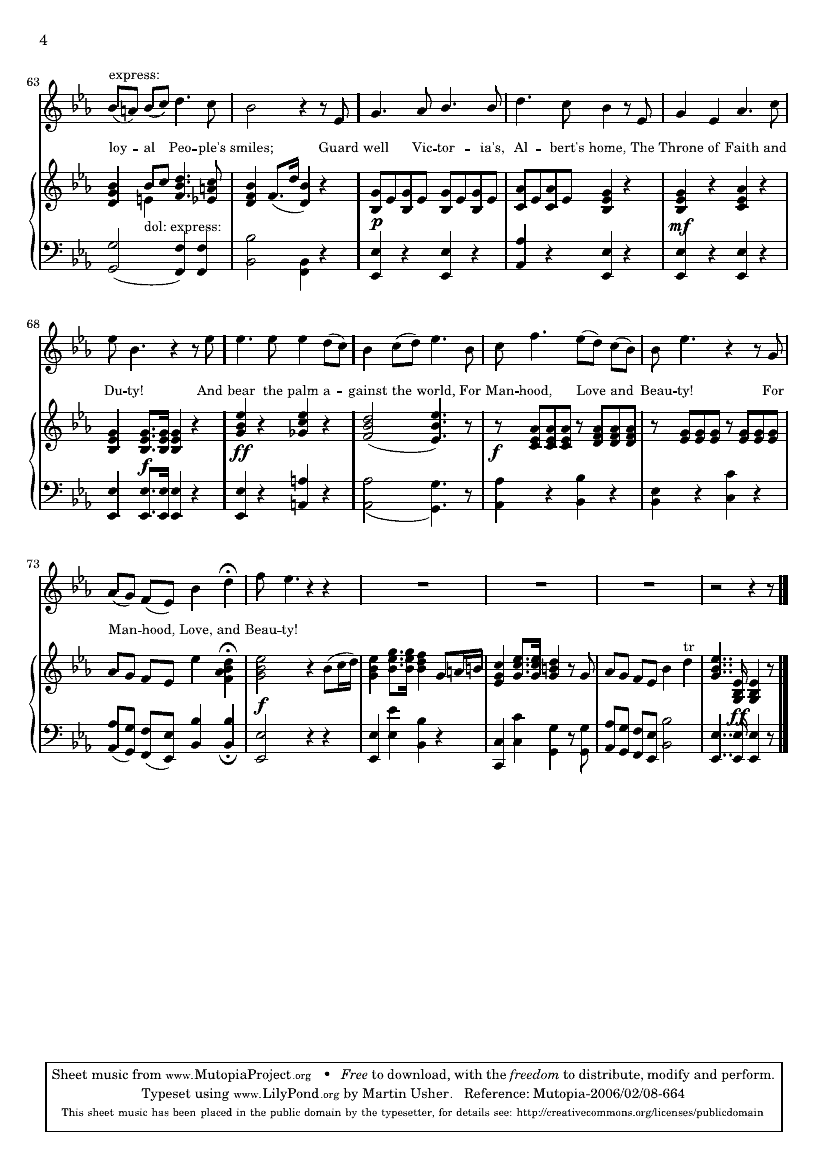 4
63
express:
loy - al Peo - ple's smiles; Guard well Vic - tor - ia's, Al - bert's home, The Throne of Faith and
dol: express:
p
mf
68
Du - ty! And bear the palm a - gainst the world, For Man - hood, Love and Beau - ty! For
f
ff
f
73
Man - hood, Love, and Beau - ty!
tr
f
ff
Sheet music from www.MutopiaProject.org • Free to download, with the freedom to distribute, modify and perform.
Typeset using www.LilyPond.org by Martin Usher. Reference: Mutopia-2006/02/08-664
This sheet music has been placed in the public domain by the typesetter, for details see: http://creativecommons.org/licenses/publicdomain